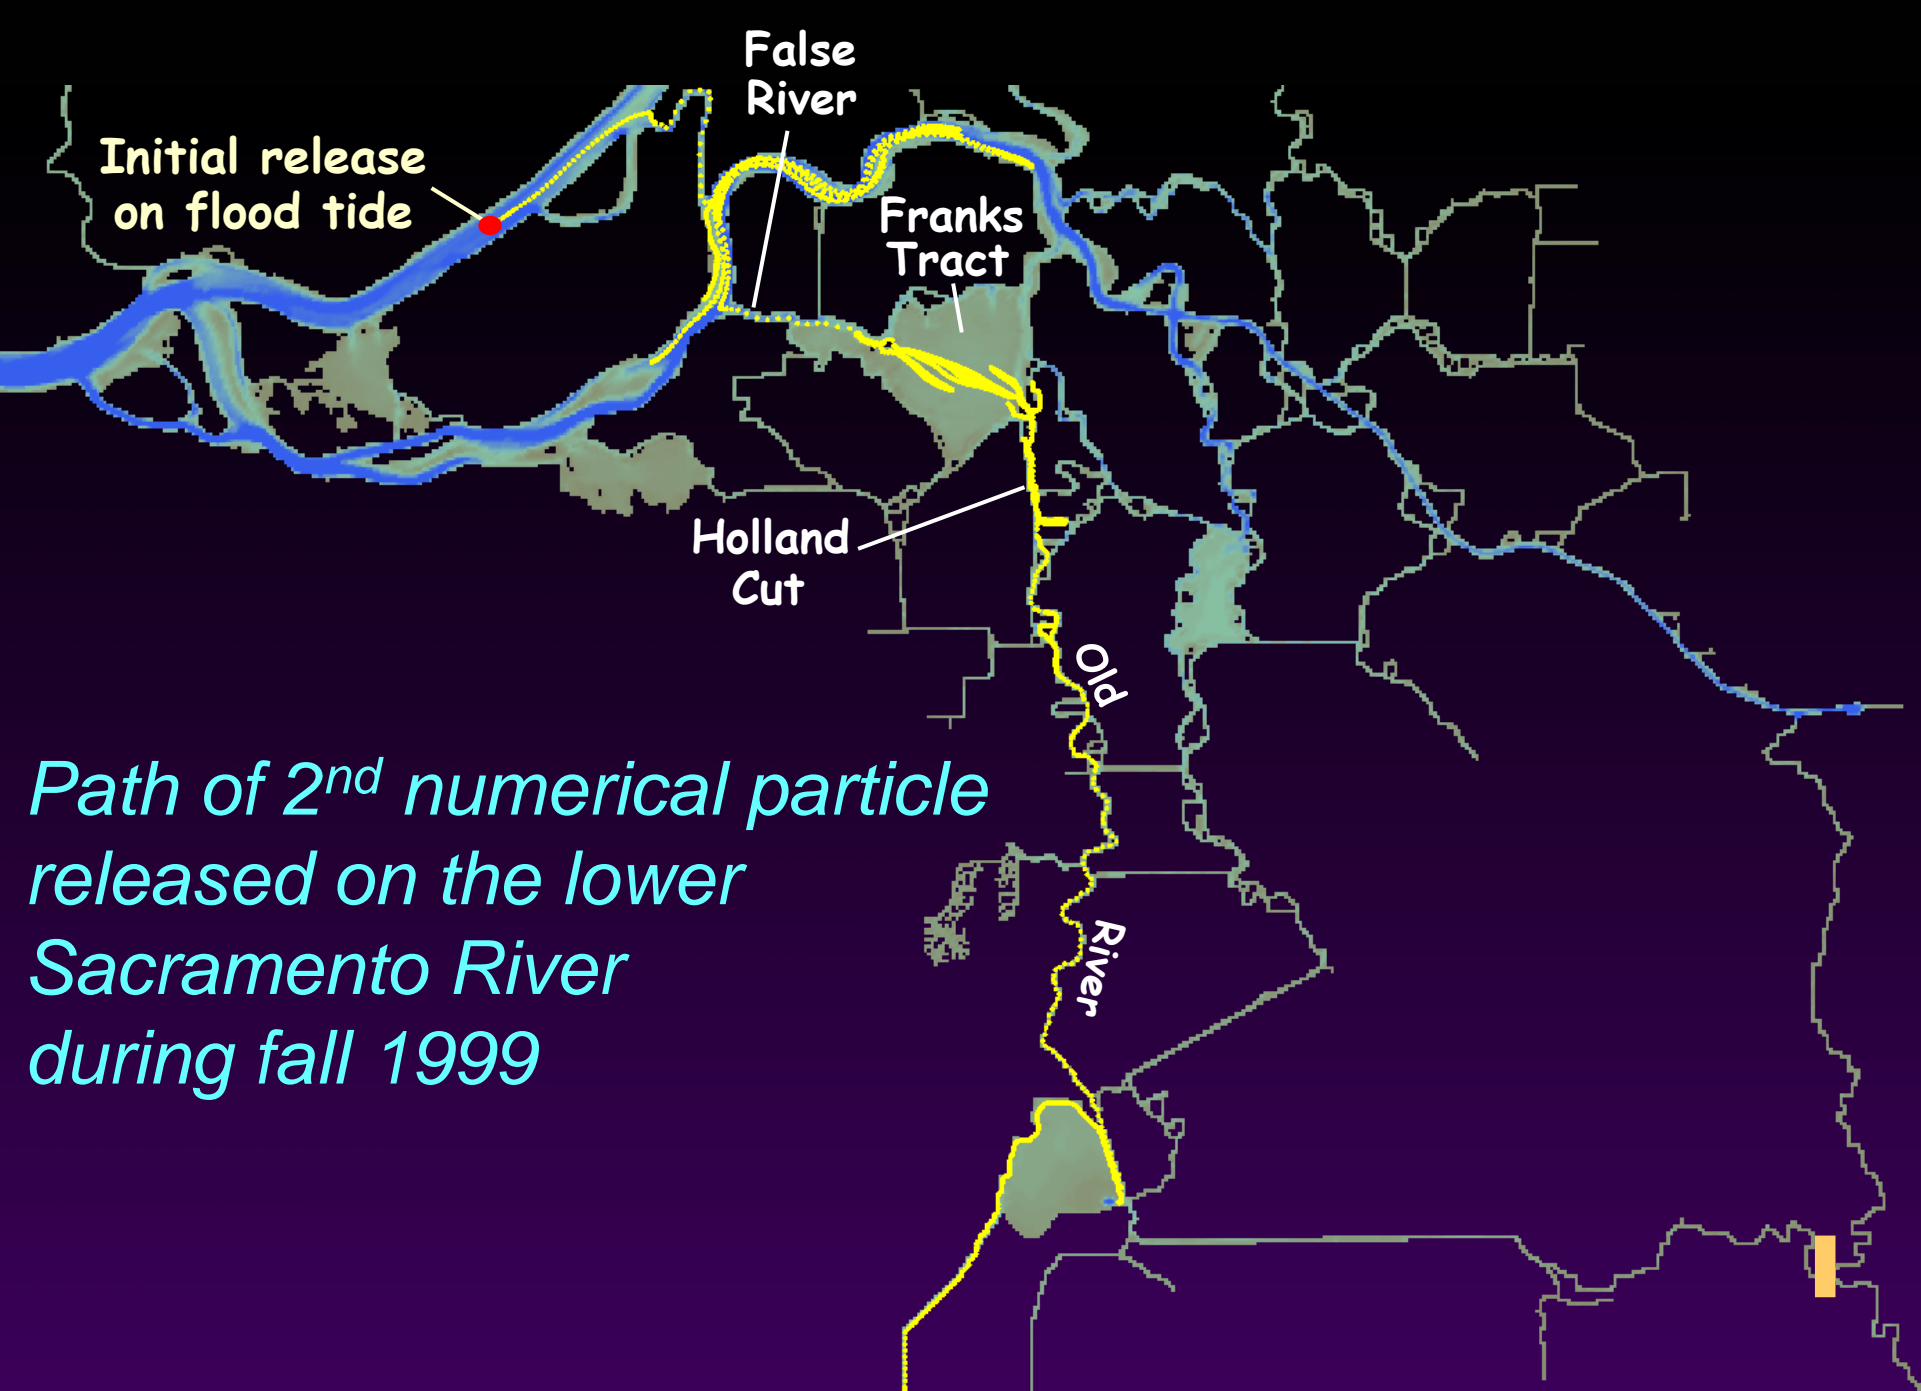 False
River
Initial release
on flood tide
Franks
Tract
Holland
Cut
Old
River
Path of 2nd numerical particle
released on the lower
Sacramento River
during fall 1999